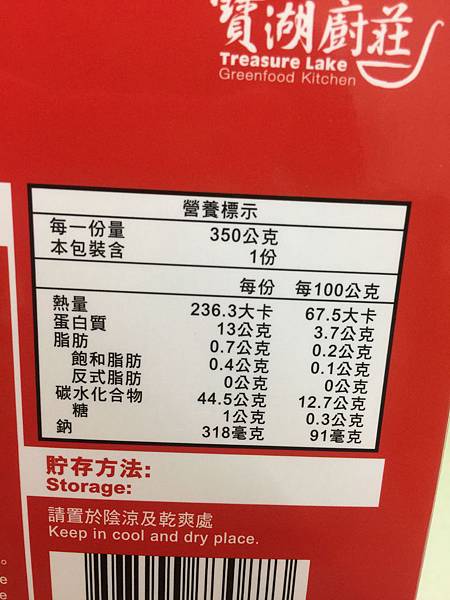 寶湖廚莊
Treasure Lake
Greenfood Kitchen
營養標示
每一份量 350公克
本包裝含 1份
每份 每100公克
熱量 236.3大卡 67.5大卡
蛋白質 13公克 3.7公克
脂肪 0.7公克 0.2公克
飽和脂肪 0.4公克 0.1公克
反式脂肪 0公克 0公克
碳水化合物 44.5公克 12.7公克
糖 1公克 0.3公克
鈉 318毫克 91毫克
貯存方法:
Storage:
請置於陰涼及乾爽處
Keep in cool and dry place.